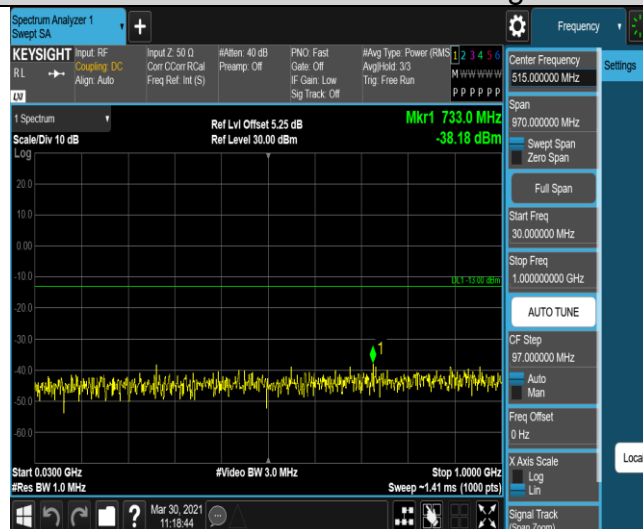 Spectrum Analyzer 1
Swept SA
+
Frequency
KEYSIGHT
RL
LXI
Input: RF
Coupling: DC
Align: Auto
Input Z: 50 Ω
Corr CCorr RCal
Freq Ref: Int (S)
#Atten: 40 dB
Preamp: Off
PNO: Fast
Gate: Off
IF Gain: Low
Sig Track: Off
#Avg Type: Power (RMS
Avg|Hold: 3/3
Trig: Free Run
1 2 3 4 5 6
M W W W W W
P P P P P P
1 Spectrum
Scale/Div 10 dB
Log
Ref Lvl Offset 5.25 dB
Ref Level 30.00 dBm
Mkr1 733.0 MHz
-38.18 dBm
20.0
10.0
0.00
-10.0
DL1 -13.00 dBm
-20.0
-30.0
1
-40.0
-50.0
-60.0
Start 0.0300 GHz
#Res BW 1.0 MHz
#Video BW 3.0 MHz
Stop 1.0000 GHz
Sweep ~1.41 ms (1000 pts)
?
Mar 30, 2021
11:18:44
Center Frequency
515.000000 MHz
Settings
Span
970.000000 MHz
Swept Span
Zero Span
Full Span
Start Freq
30.000000 MHz
Stop Freq
1.000000000 GHz
AUTO TUNE
CF Step
97.000000 MHz
Auto
Man
Freq Offset
0 Hz
X Axis Scale
Log
Lin
Local
Signal Track
(Span Zoom)